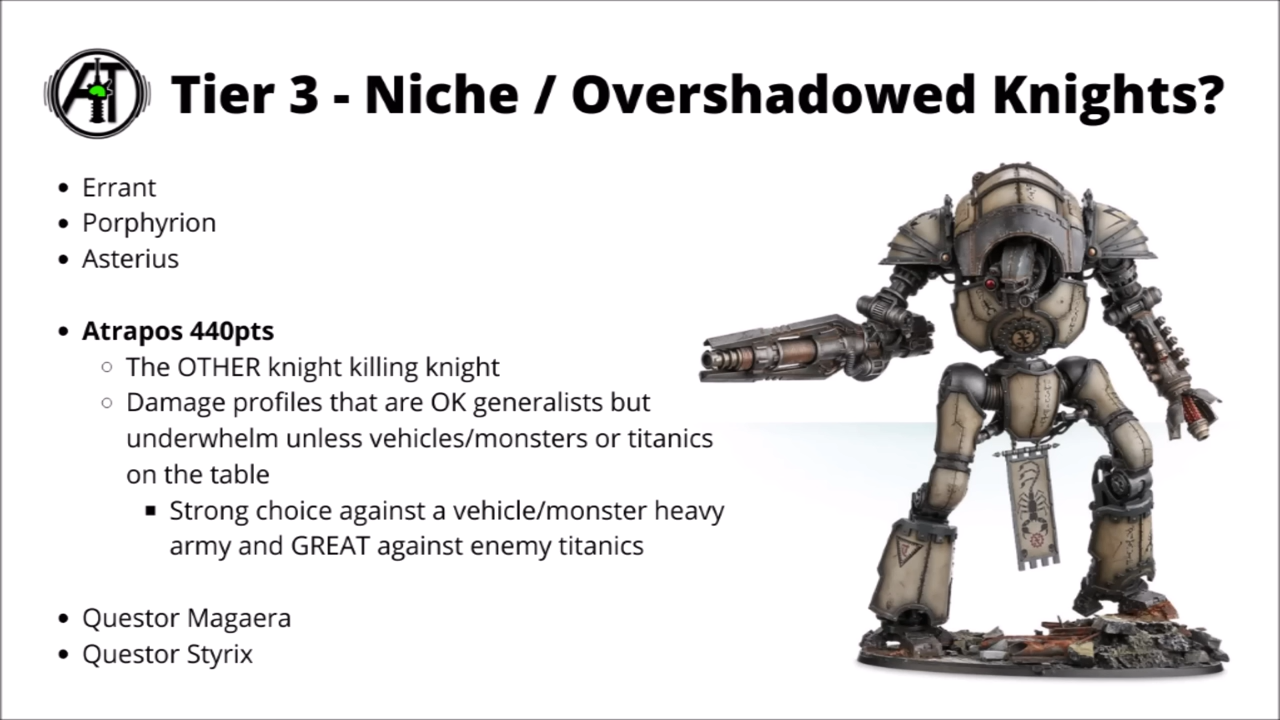 AT
Tier 3 - Niche / Overshadowed Knights?
• Errant
• Porphyrion
• Asterius
• Atrapos 440pts
○ The OTHER knight killing knight
○ Damage profiles that are OK generalists but
underwhelm unless vehicles/monsters or titanics
on the table
▪ Strong choice against a vehicle/monster heavy
army and GREAT against enemy titanics
• Questor Magaera
• Questor Styrix